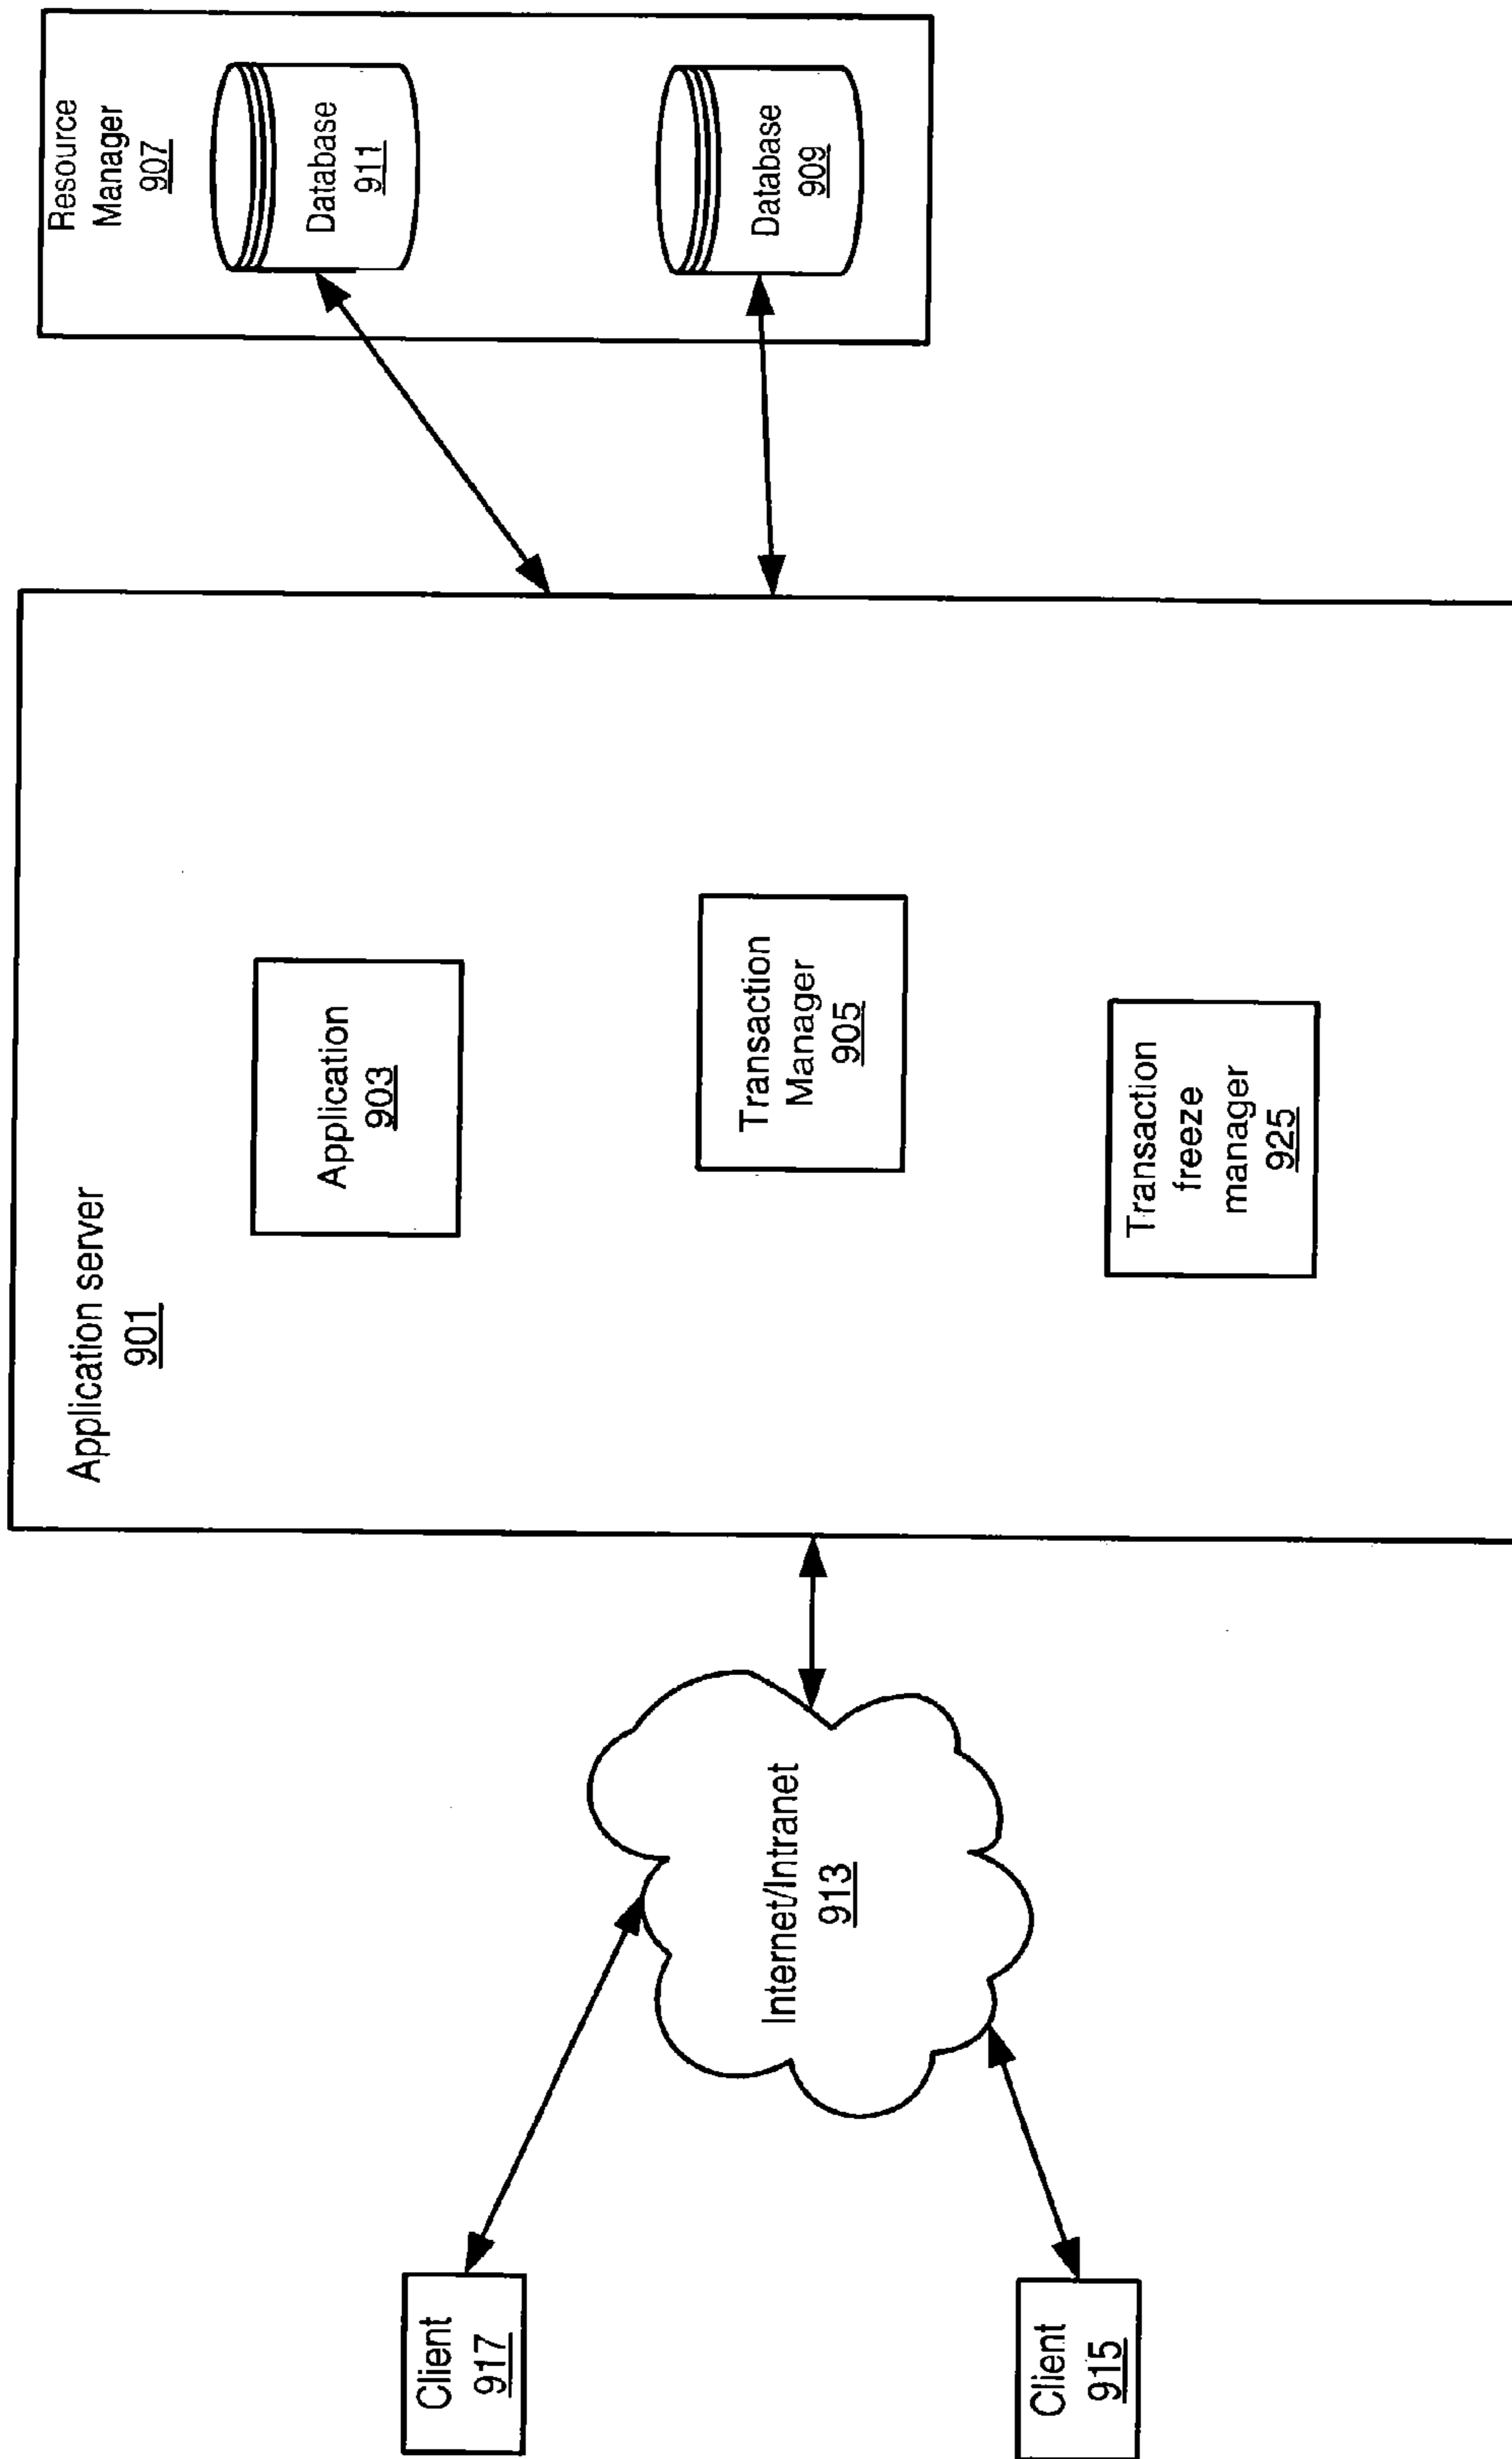 Application server
901
Resource
Manager
907
Client
917
Application
903
Database
911
Internet/Intranet
913
Transaction
Manager
905
Database
909
Client
915
Transaction
freeze
manager
925